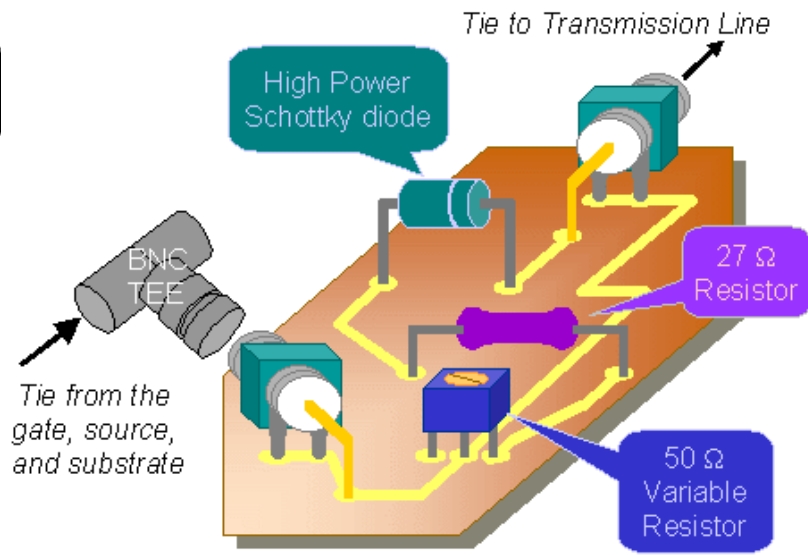 Tie to Transmission Line
High Power
Schottky diode
BNC
TEE
27 Ω
Resistor
Tie from the
gate, source,
and substrate
50 Ω
Variable
Resistor